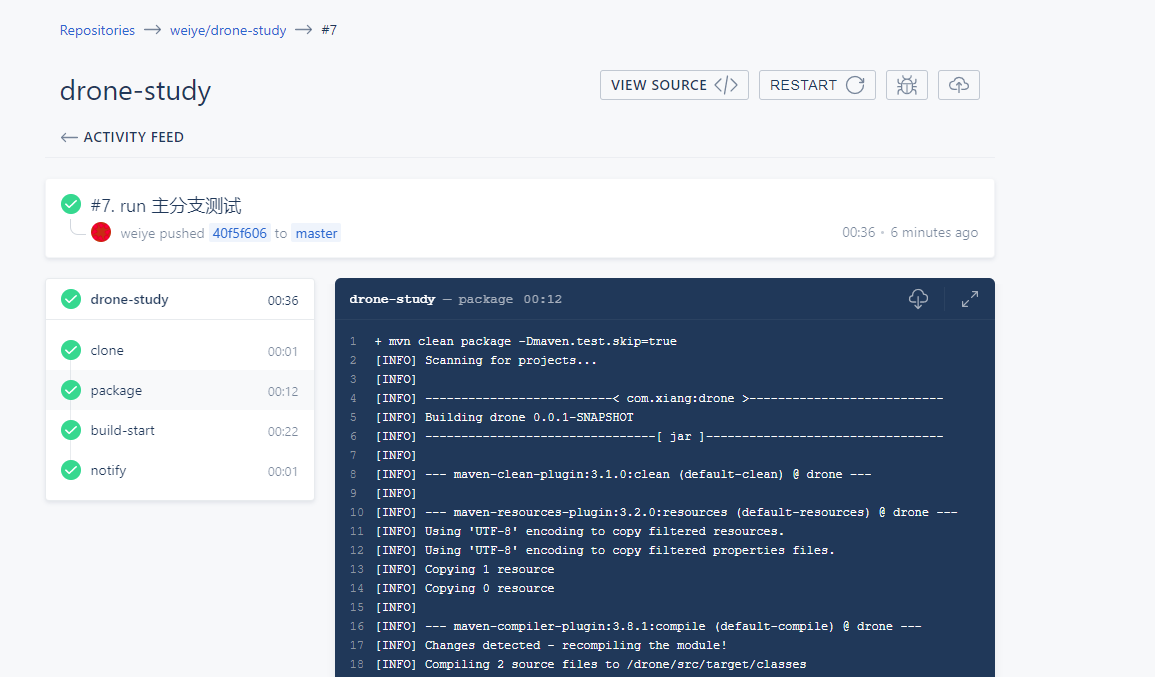 Repositories → weiye/drone-study → #7
drone-study
VIEW SOURCE </>
RESTART
← ACTIVITY FEED
#7. run 主分支测试
weiye pushed 40f5f606 to master
00:36 • 6 minutes ago
drone-study 00:36
clone 00:01
package 00:12
build-start 00:22
notify 00:01
drone-study — package 00:12
1 + mvn clean package -Dmaven.test.skip=true
2 [INFO] Scanning for projects...
3 [INFO]
4 [INFO] --------------------------< com.xiang:drone >---------------------------
5 [INFO] Building drone 0.0.1-SNAPSHOT
6 [INFO] --------------------------------[ jar ]---------------------------------
7 [INFO]
8 [INFO] --- maven-clean-plugin:3.1.0:clean (default-clean) @ drone ---
9 [INFO]
10 [INFO] --- maven-resources-plugin:3.2.0:resources (default-resources) @ drone ---
11 [INFO] Using 'UTF-8' encoding to copy filtered resources.
12 [INFO] Using 'UTF-8' encoding to copy filtered properties files.
13 [INFO] Copying 1 resource
14 [INFO] Copying 0 resource
15 [INFO]
16 [INFO] --- maven-compiler-plugin:3.8.1:compile (default-compile) @ drone ---
17 [INFO] Changes detected - recompiling the module!
18 [INFO] Compiling 2 source files to /drone/src/target/classes